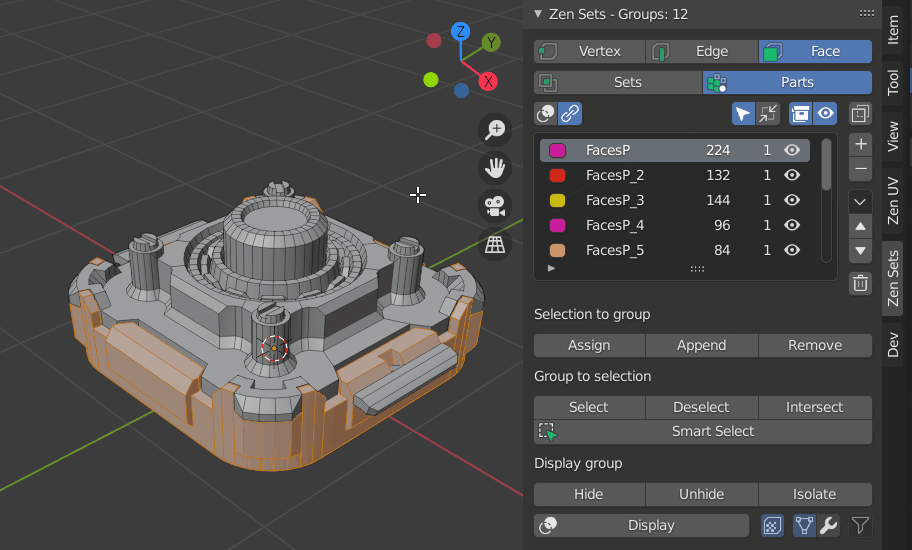 Zen Sets - Groups: 12
Vertex Edge Face
Sets Parts
FacesP 224 1
FacesP_2 132 1
FacesP_3 144 1
FacesP_4 96 1
FacesP_5 84 1
Selection to group
Assign Append Remove
Group to selection
Select Deselect Intersect
Smart Select
Display group
Hide Unhide Isolate
Display
Z
Y
X
Item
Tool
View
Zen UV
Zen Sets
Dev